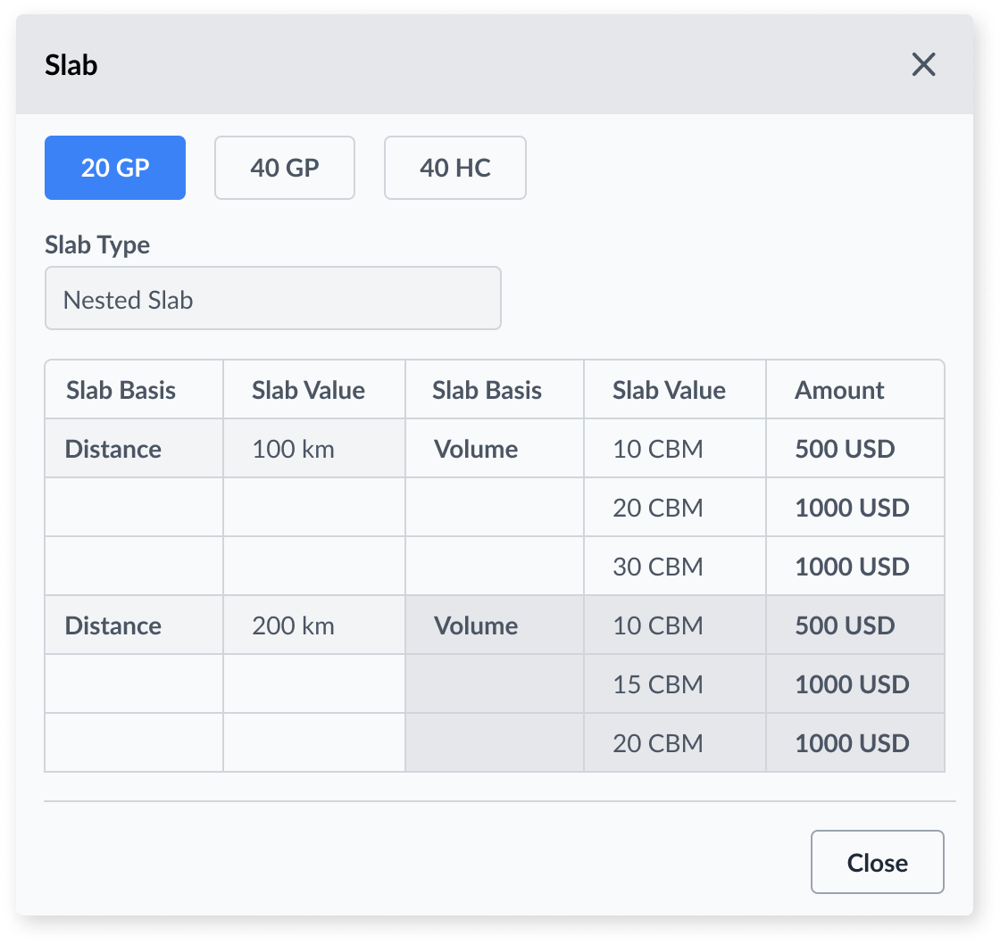 Slab
20 GP 40 GP 40 HC
Slab Type
Nested Slab
Slab Basis Slab Value Slab Basis Slab Value Amount
Distance 100 km Volume 10 CBM 500 USD
20 CBM 1000 USD
30 CBM 1000 USD
Distance 200 km Volume 10 CBM 500 USD
15 CBM 1000 USD
20 CBM 1000 USD
Close